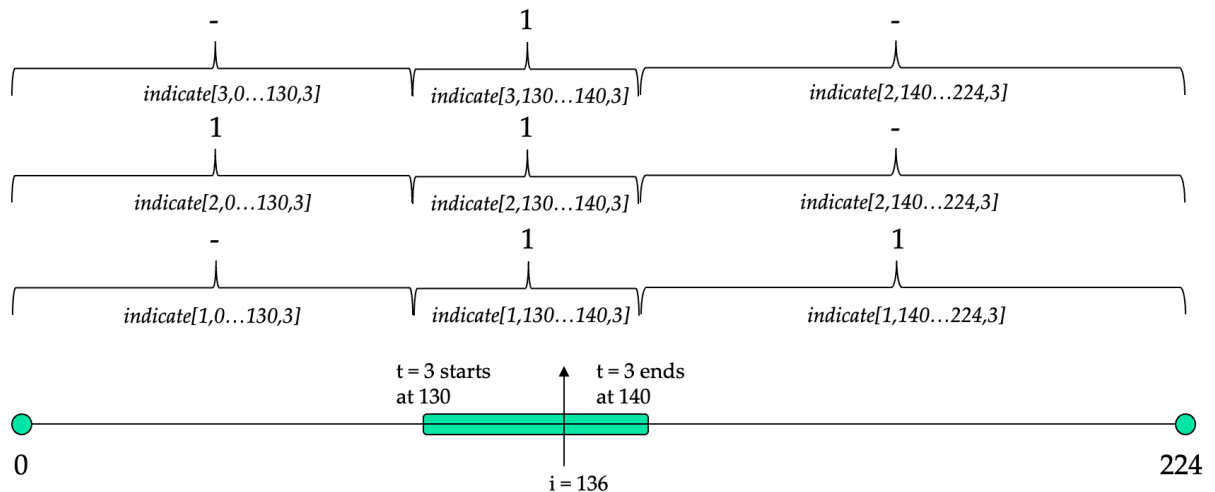 - 1 -
indicate[3,0...130,3] indicate[3,130...140,3] indicate[2,140...224,3]
1 1 -
indicate[2,0...130,3] indicate[2,130...140,3] indicate[2,140...224,3]
- 1 1
indicate[1,0...130,3] indicate[1,130...140,3] indicate[1,140...224,3]
t = 3 starts t = 3 ends
at 130 at 140
0 224
i = 136